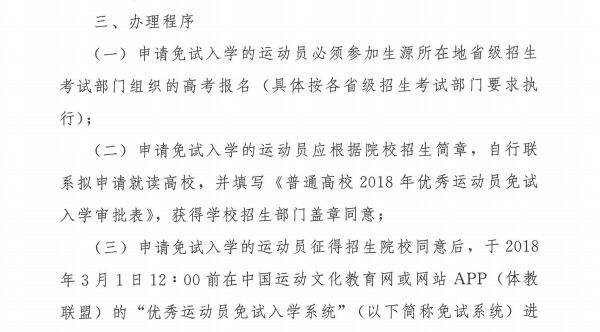 三、办理程序
（一）申请免试入学的运动员必须参加生源所在地省级招生
考试部门组织的高考报名（具体按各省级招生考试部门要求执
行）；
（二）申请免试入学的运动员应根据院校招生简章，自行联
系拟申请就读高校，并填写《普通高校 2018 年优秀运动员免试
入学审批表》，获得学校招生部门盖章同意；
（三）申请免试入学的运动员征得招生院校同意后，于 2018
年 3 月 1 日 12：00 前在中国运动文化教育网或网站 APP（体教
联盟）的“优秀运动员免试入学系统”（以下简称免试系统）进